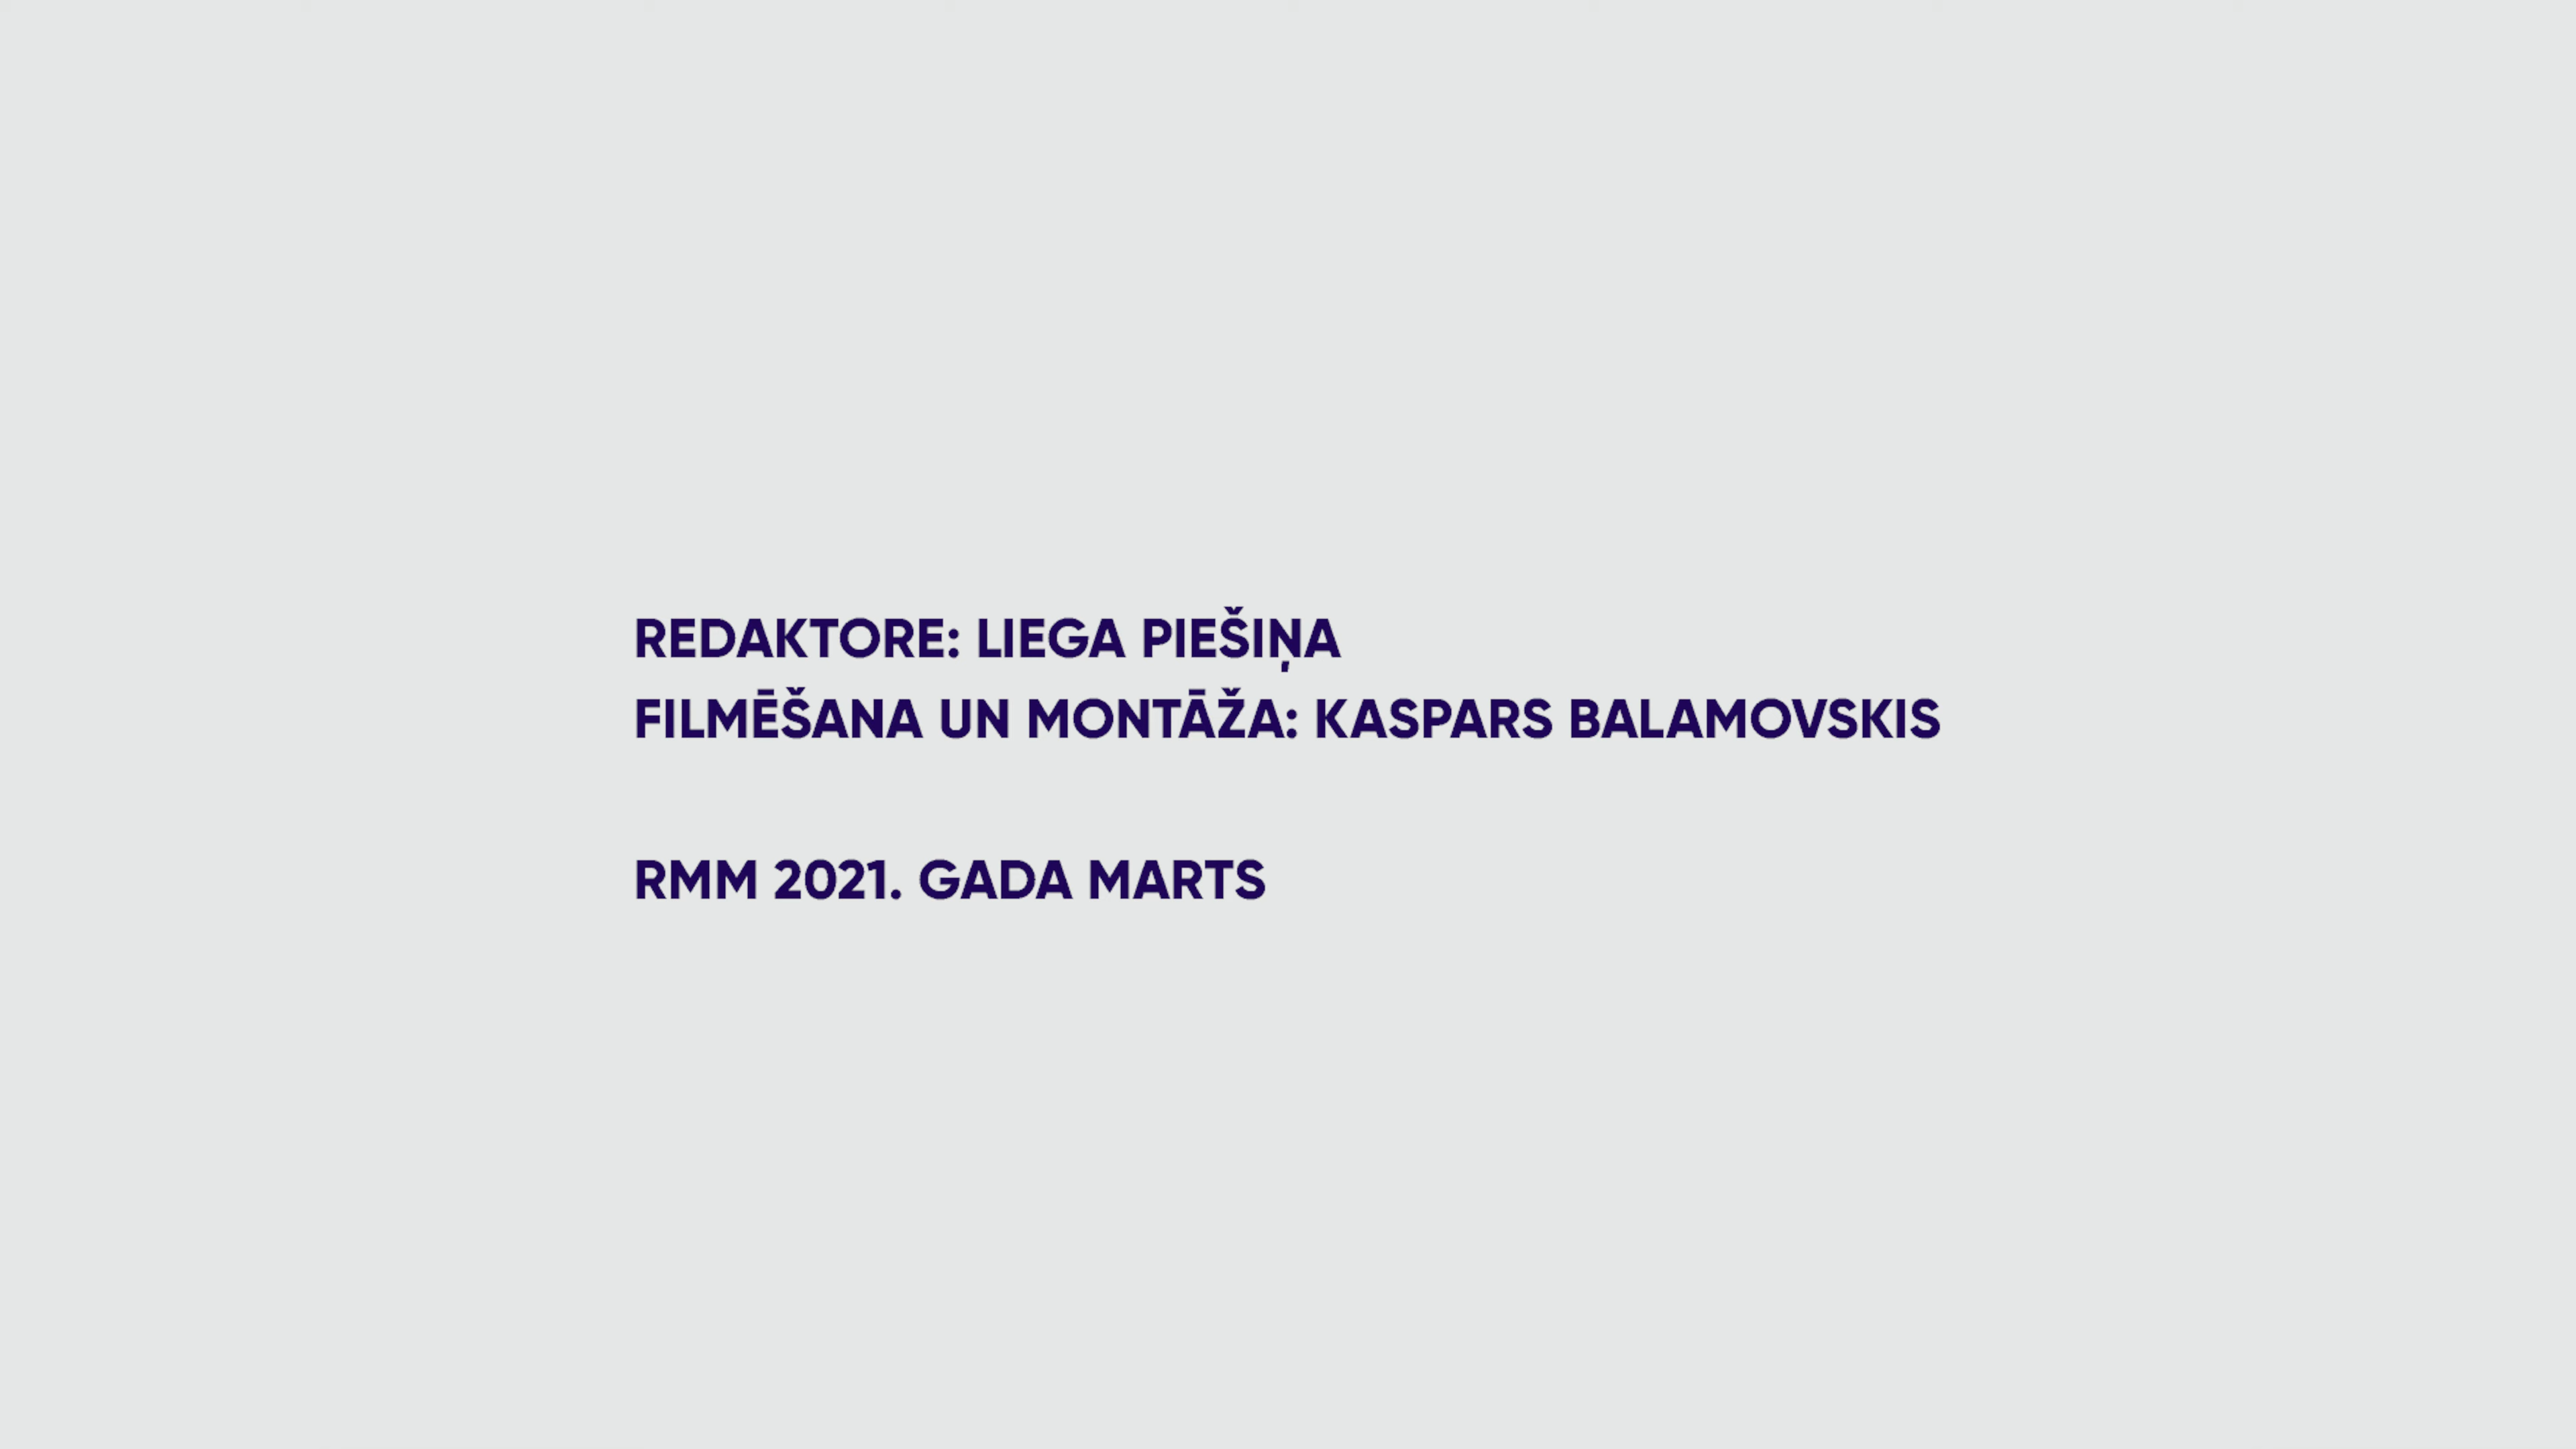 REDAKTORE: LIEGA PIEŠIŅA
FILMĒŠANA UN MONTĀŽA: KASPARS BALAMOVSKIS
RMM 2021. GADA MARTS